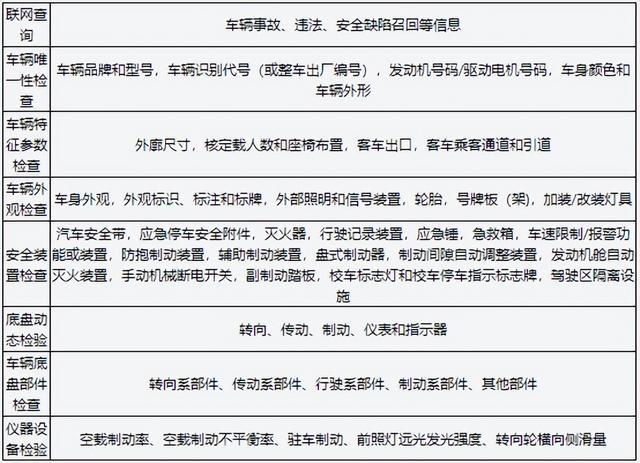 联网查
询
车辆事故、违法、安全缺陷召回等信息
车辆唯
一性检
查
车辆品牌和型号，车辆识别代号（或整车出厂编号），发动机号码/驱动电机号码，车身颜色和
车辆外形
车辆特
征参数
检查
外廓尺寸，核定载人数和座椅布置，客车出口，客车乘客通道和引道
车辆外
观检查
车身外观，外观标识、标注和标牌，外部照明和信号装置，轮胎，号牌板（架),加装/改装灯具
安全装
置检查
汽车安全带，应急停车安全附件，灭火器，行驶记录装置，应急锤，急救箱，车速限制/报警功
能或装置，防抱制动装置，辅助制动装置，盘式制动器，制动间隙自动调整装置，发动机舱自动
灭火装置，手动机械断电开关，副制动踏板，校车标志灯和校车停车指示标志牌，驾驶区隔离设
施
底盘动
态检验
转向、传动、制动、仪表和指示器
车辆底
盘部件
检查
转向系部件、传动系部件、行驶系部件、制动系部件、其他部件
仪器设
备检验
空载制动率、空载制动不平衡率、驻车制动、前照灯远光发光强度、转向轮横向侧滑量